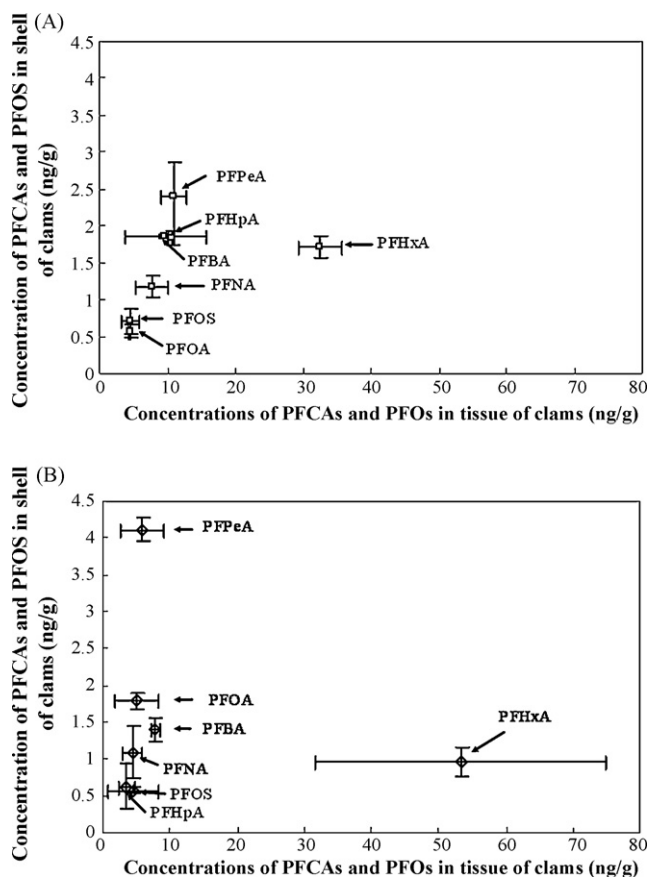 (A)
Concentration of PFCAs and PFOS in shell
of clams (ng/g)
4.5
4
3.5
3
2.5
2
1.5
1
0.5
0
PFPeA
PFHpA
PFHxA
PFBA
PFNA
PFOS
PFOA
0 10 20 30 40 50 60 70 80
Concentrations of PFCAs and PFOs in tissue of clams (ng/g)
(B)
Concentration of PFCAs and PFOS in shell
of clams (ng/g)
4.5
4
3.5
3
2.5
2
1.5
1
0.5
0
PFPeA
PFOA
PFBA
PFHxA
PFNA
PFOS
PFHpA
0 10 20 30 40 50 60 70 80
Concentrations of PFCAs and PFOs in tissue of clams (ng/g)